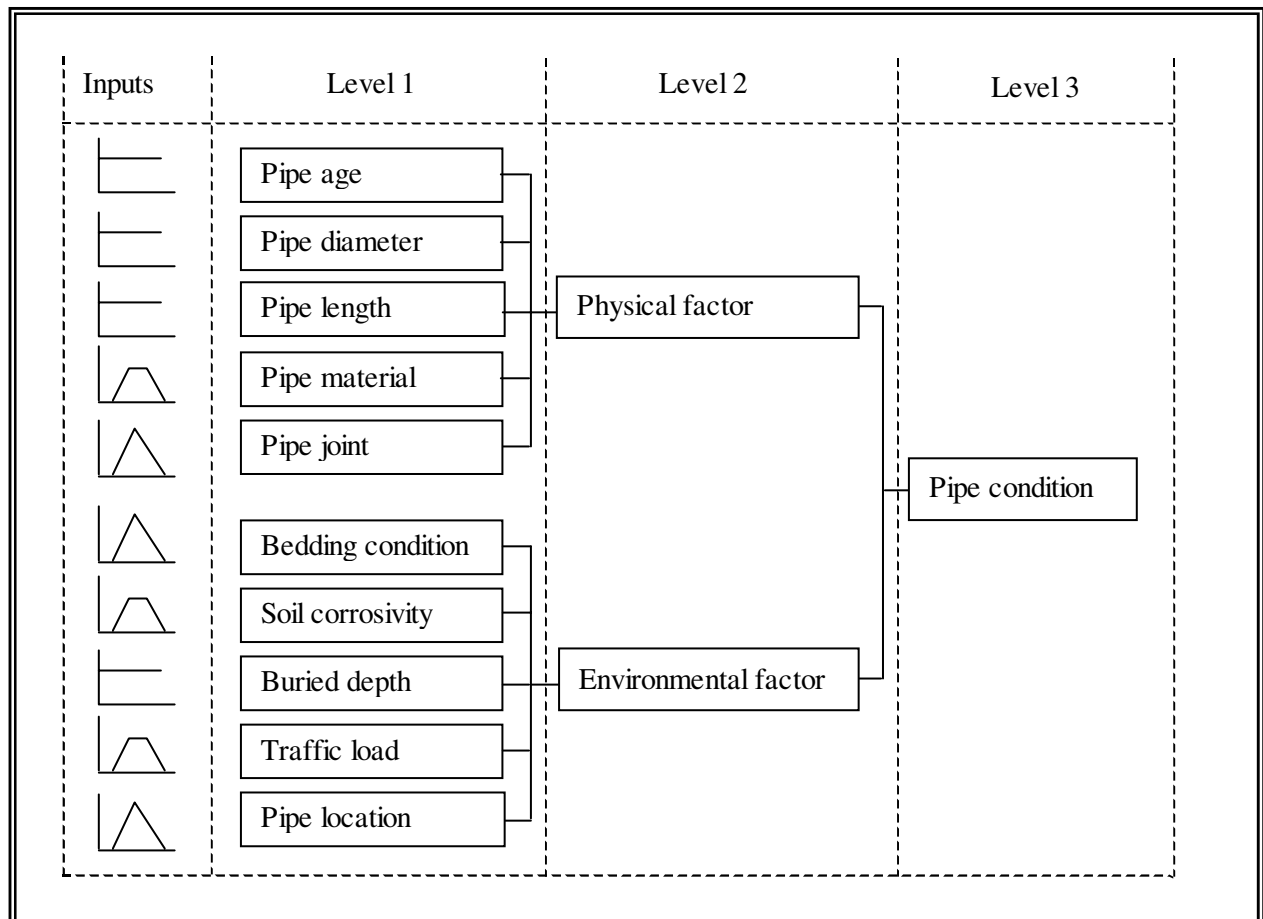 Inputs
Level 1
Level 2
Level 3
Pipe age
Pipe diameter
Pipe length
Physical factor
Pipe material
Pipe joint
Pipe condition
Bedding condition
Soil corrosivity
Buried depth
Environmental factor
Traffic load
Pipe location